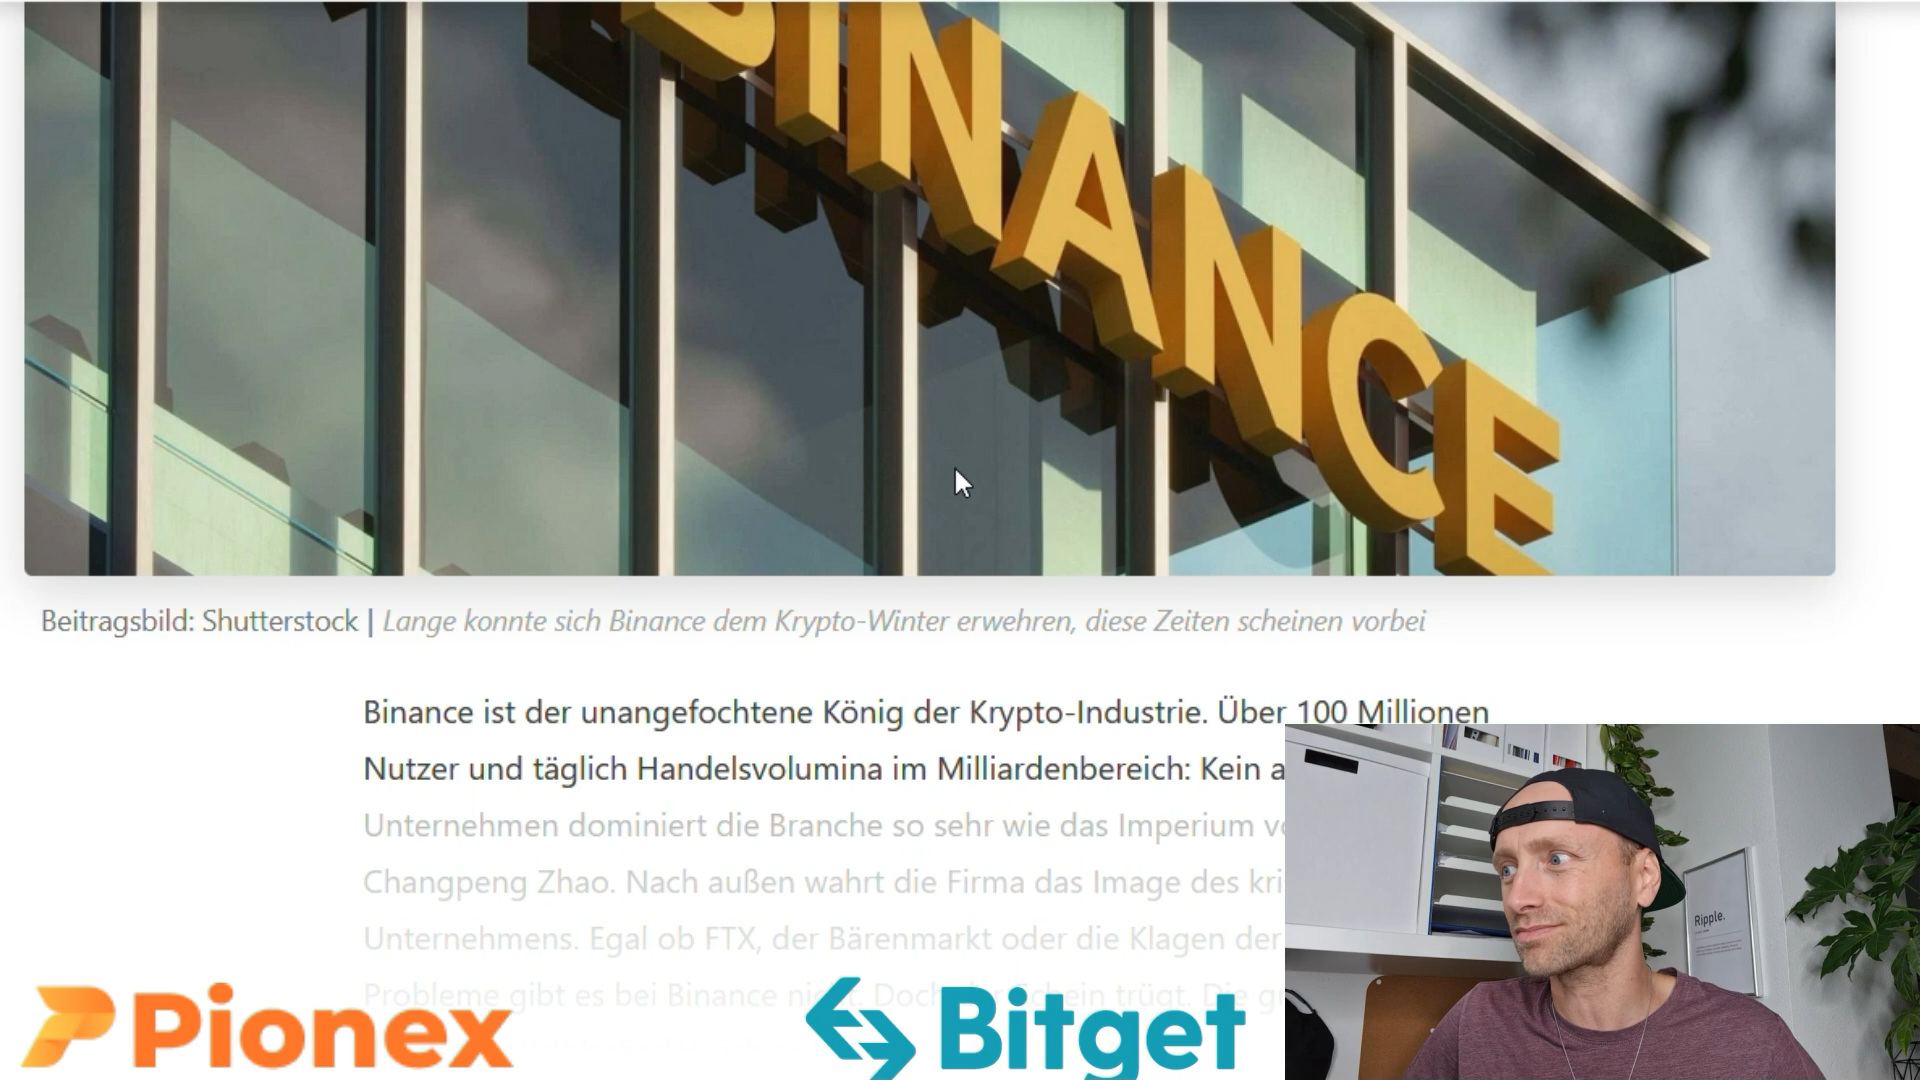 BINANCE
Beitragsbild: Shutterstock | Lange konnte sich Binance dem Krypto-Winter erwehren, diese Zeiten scheinen vorbei
Binance ist der unangefochtene König der Krypto-Industrie. Über 100 Millionen
Nutzer und täglich Handelsvolumina im Milliardenbereich: Kein
Unternehmen dominiert die Branche so sehr wie das Imperium
Changpeng Zhao. Nach außen wahrt die Firma das Image des
Unternehmens. Egal ob FTX, der Bärenmarkt oder die Klagen der
Probleme gibt es bei Binance
trügt.
Ripple.
Pionex
Bitget